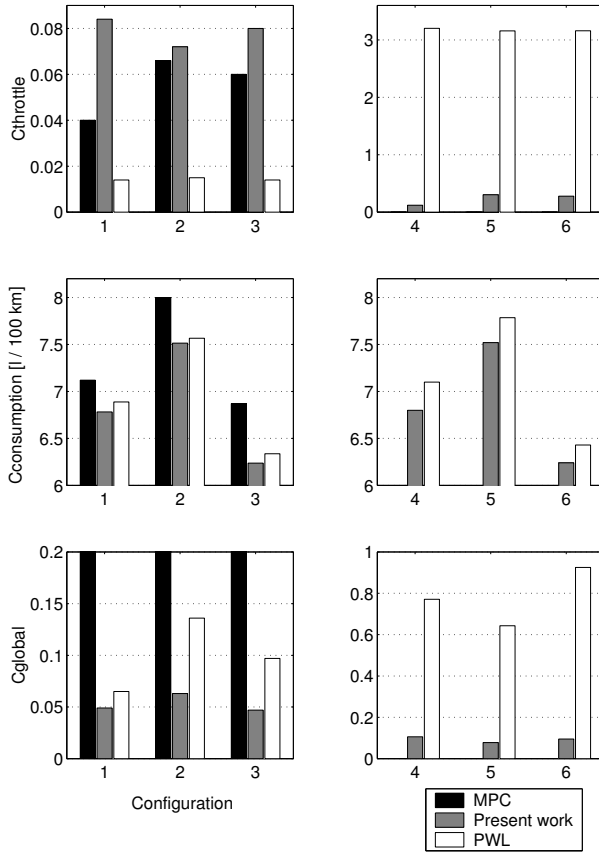 0.08
0.06
0.04
0.02
0
Cthrottle
1 2 3
3
2
1
0
4 5 6
8
7.5
7
6.5
6
Cconsumption [l / 100 km]
1 2 3
8
7.5
7
6.5
6
4 5 6
0.2
0.15
0.1
0.05
0
Cglobal
1 2 3
Configuration
1
0.8
0.6
0.4
0.2
0
4 5 6
MPC
Present work
PWL